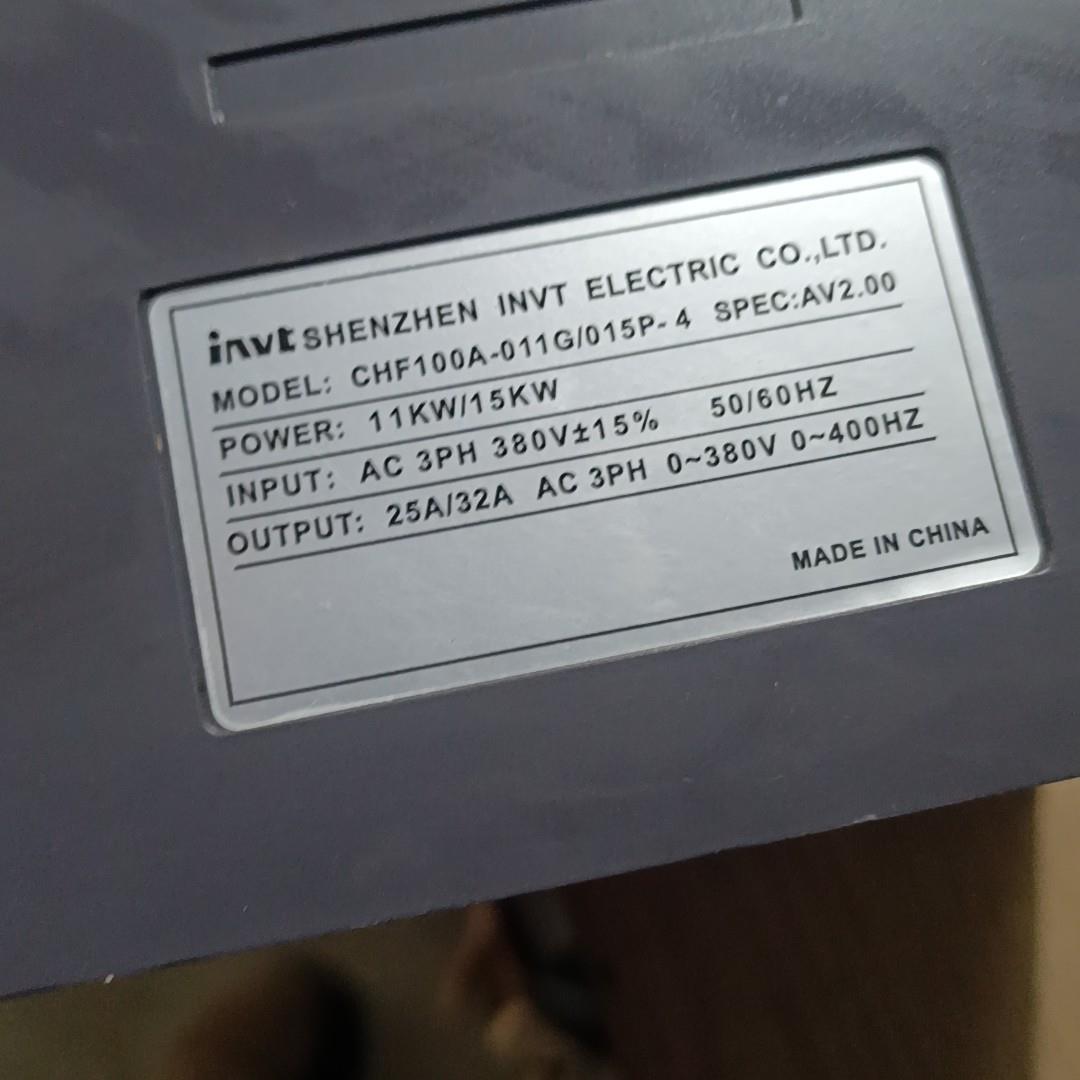 invt SHENZHEN INVT ELECTRIC CO.,LTD.
MODEL: CHF100A-011G/015P-4 SPEC:AV2.00
POWER: 11KW/15KW
INPUT: AC 3PH 380V±15% 50/60HZ
OUTPUT: 25A/32A AC 3PH 0~380V 0~400HZ
MADE IN CHINA